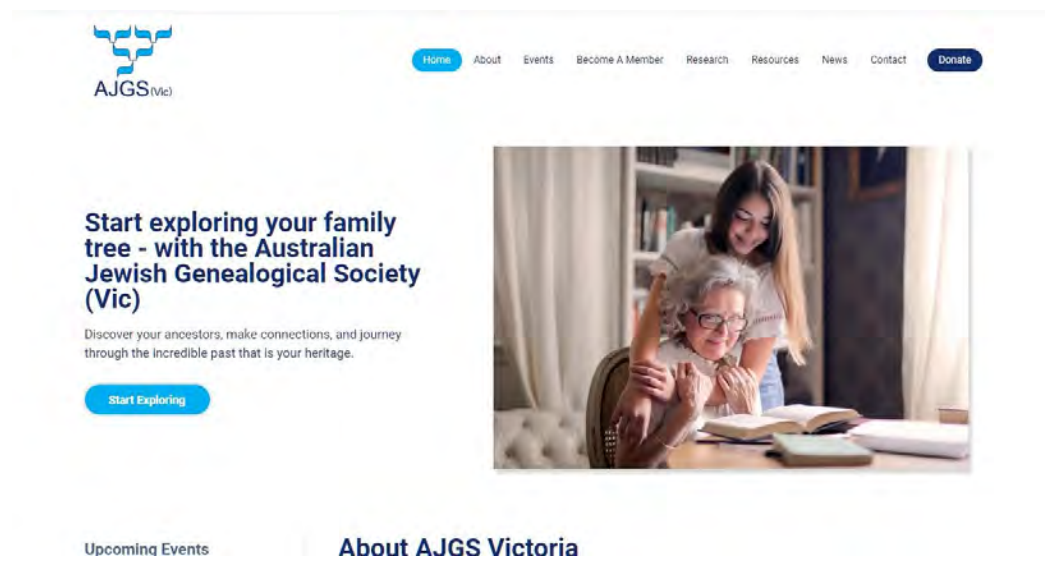 AJGS(Vic)
Home About Events Become A Member Research Resources News Contact Donate
Start exploring your family
tree - with the Australian
Jewish Genealogical Society
(Vic)
Discover your ancestors, make connections, and journey
through the incredible past that is your heritage.
Start Exploring
Upcoming Events
About AJGS Victoria